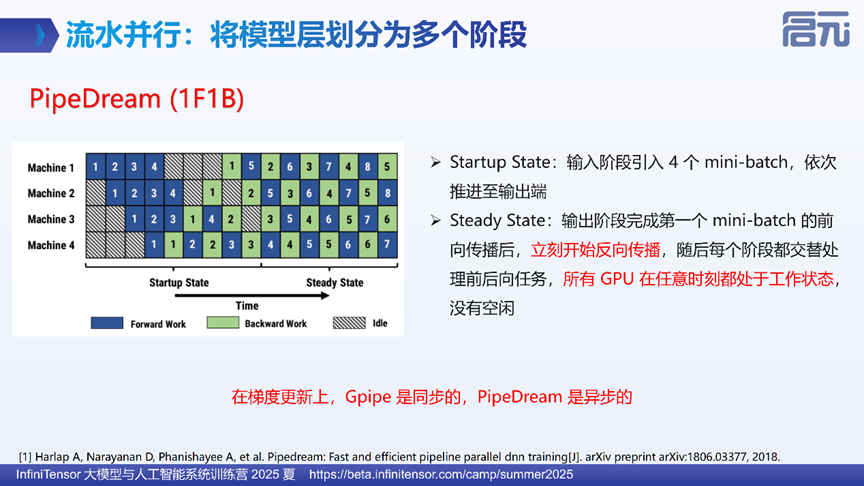 流水并行：将模型层划分为多个阶段
启元
PipeDream (1F1B)
Machine 1 1 2 3 4 1 5 2 6 3 7 4 8 5
Machine 2 1 2 3 4 1 2 5 3 6 4 7 5 8
Machine 3 1 2 3 1 4 2 3 5 4 6 5 7 6
Machine 4 1 1 2 2 3 3 4 4 5 5 6 6 7
Startup State Steady State
Time
Forward Work Backward Work Idle
➢ Startup State：输入阶段引入 4 个 mini-batch，依次
推进至输出端
➢ Steady State：输出阶段完成第一个 mini-batch 的前
向传播后，立刻开始反向传播，随后每个阶段都交替处
理前后向任务，所有 GPU 在任意时刻都处于工作状态，
没有空闲
在梯度更新上，Gpipe 是同步的，PipeDream 是异步的
[1] Harlap A, Narayanan D, Phanishayee A, et al. Pipedream: Fast and efficient pipeline parallel dnn training[J]. arXiv preprint arXiv:1806.03377, 2018.
InfiniTensor 大模型与人工智能系统训练营 2025 夏 https://beta.infinitensor.com/camp/summer2025